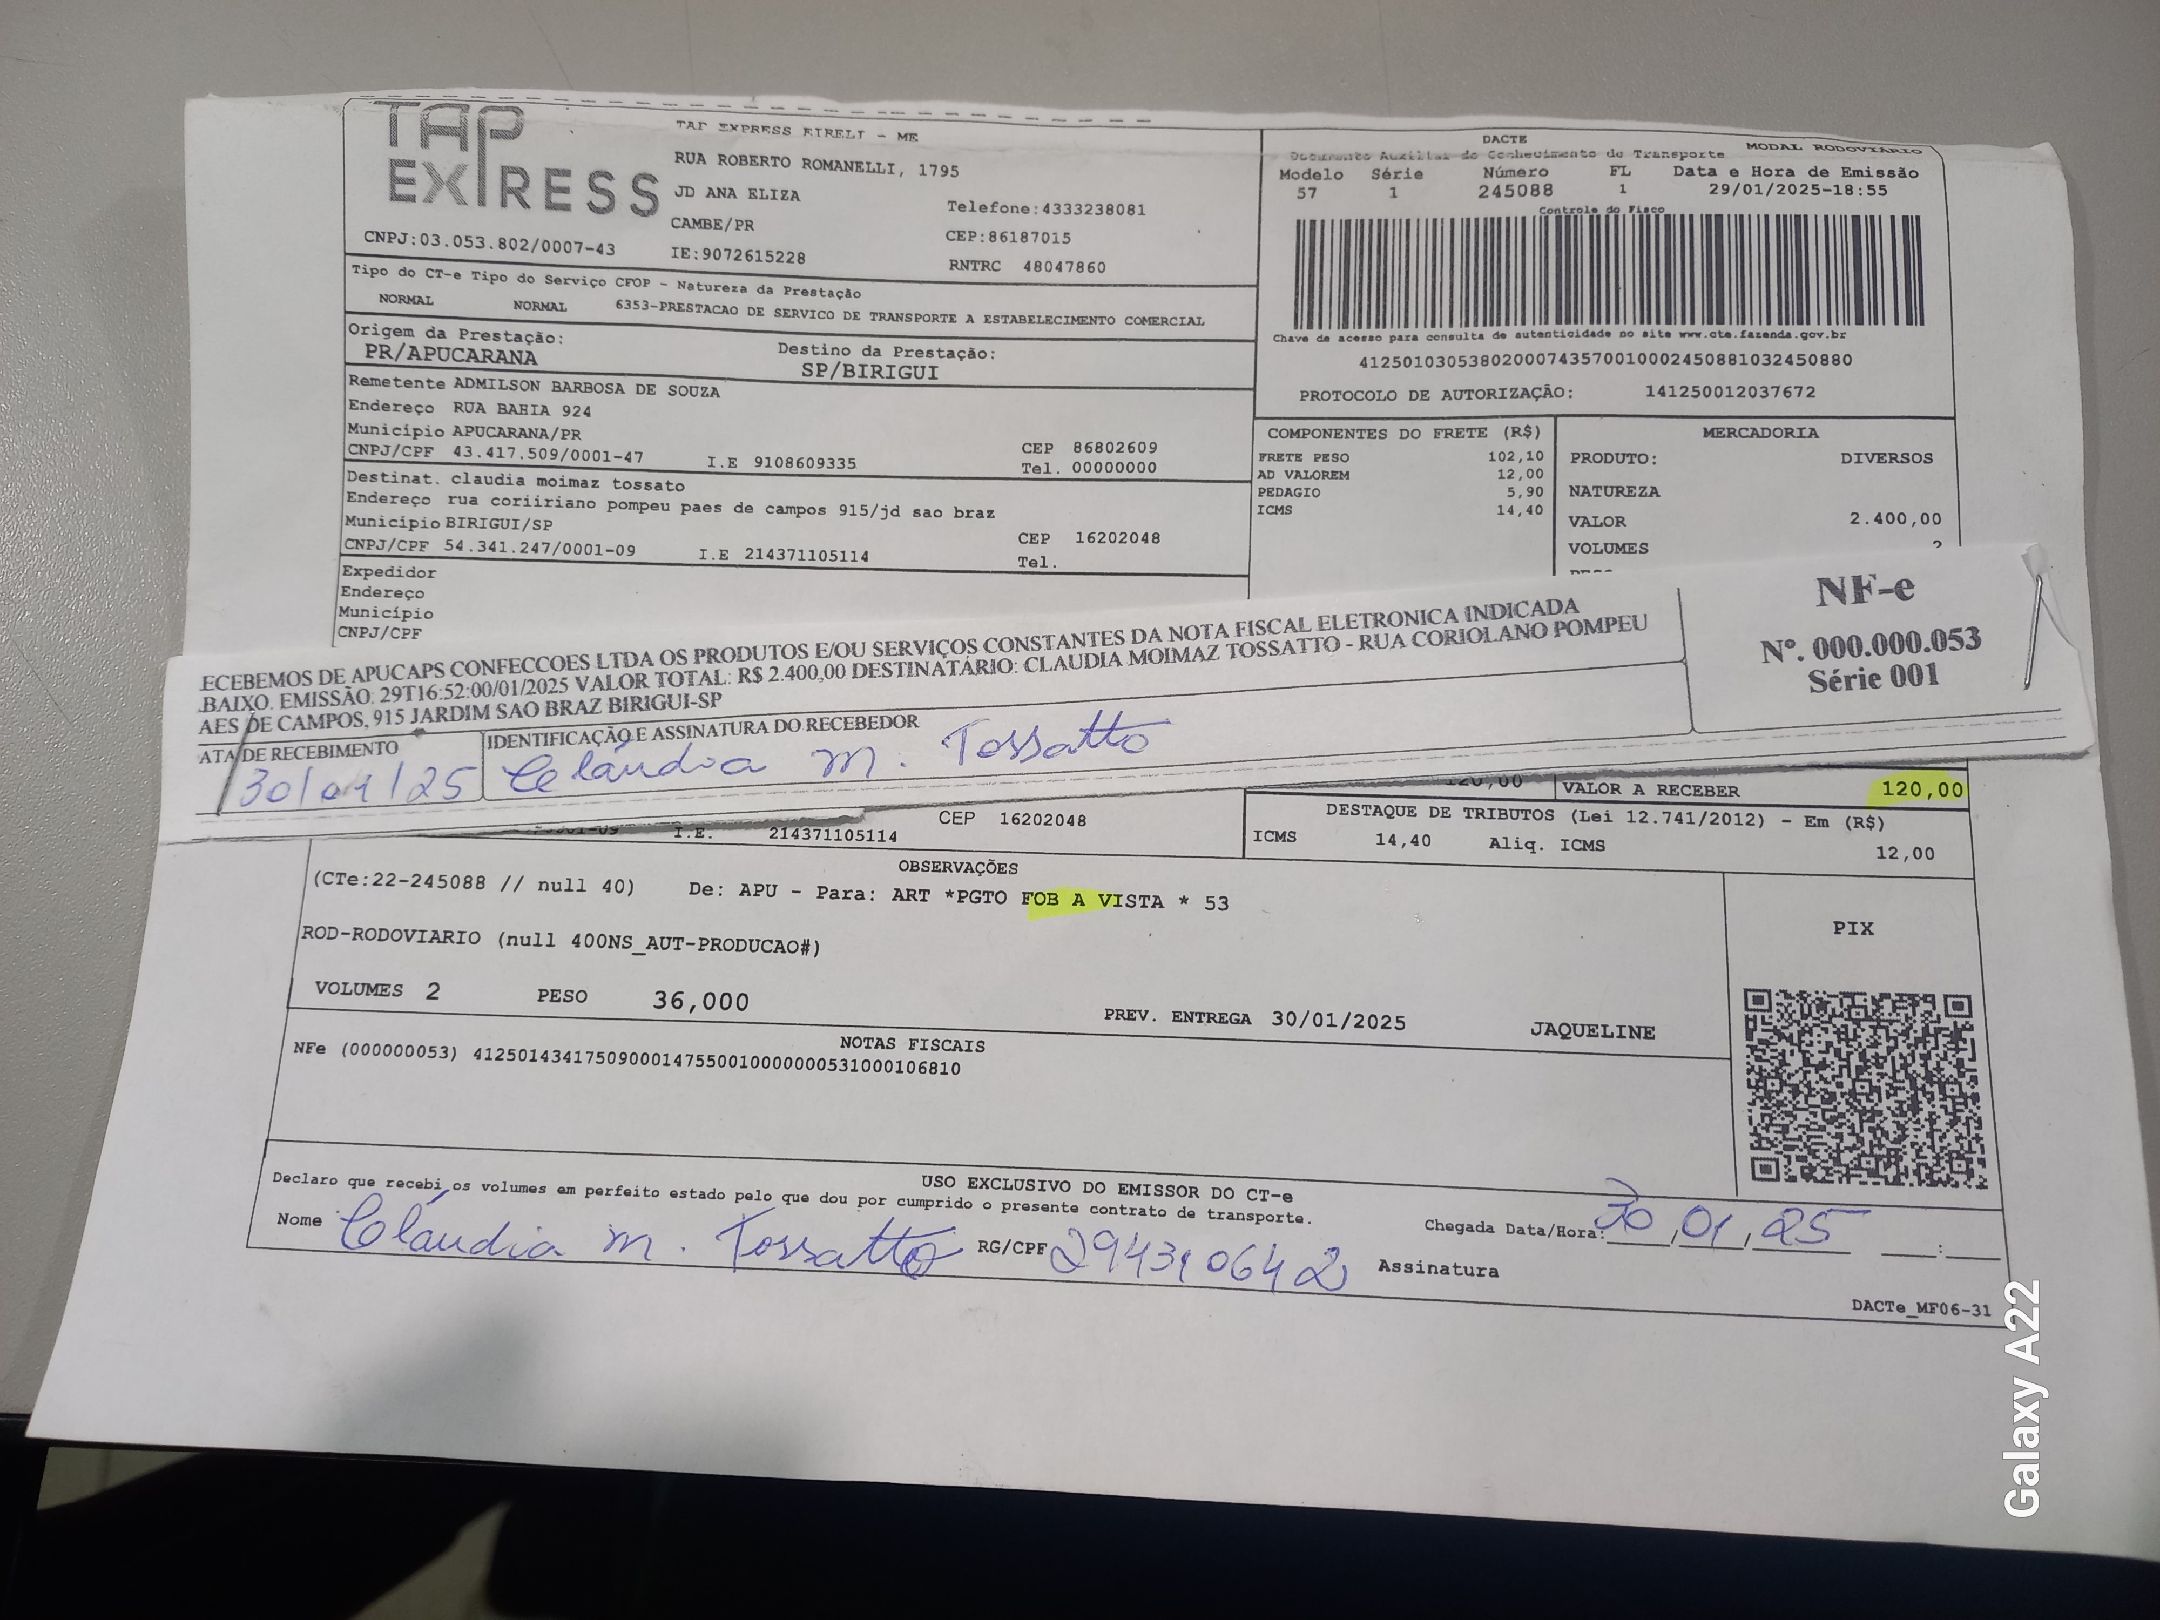 TAP
EXPRESS
TAP EXPRESS EIRELI - ME
RUA ROBERTO ROMANELLI, 1795
JD ANA ELIZA
CAMBE/PR
Telefone:4333238081
CEP:86187015
CNPJ:03.053.802/0007-43
IE:9072615228
RNTRC 48047860
DACTE
MODAL RODOVIÁRIO
Documento Auxiliar do Conhecimento de Transporte
Modelo Série Número FL Data e Hora de Emissão
57 1 245088 1 29/01/2025-18:55
Controle do Fisco
Chave de acesso para consulta de autenticidade no site www.cte.fazenda.gov.br
41250103053802000743570010002450881032450880
PROTOCOLO DE AUTORIZAÇÃO: 141250012037672
Tipo do CT-e Tipo do Serviço CFOP - Natureza da Prestação
NORMAL NORMAL 6353-PRESTACAO DE SERVICO DE TRANSPORTE A ESTABELECIMENTO COMERCIAL
Origem da Prestação: Destino da Prestação:
PR/APUCARANA SP/BIRIGUI
Remetente ADMILSON BARBOSA DE SOUZA
Endereço RUA BAHIA 924
Município APUCARANA/PR CEP 86802609
CNPJ/CPF 43.417.509/0001-47 I.E 9108609335 Tel. 00000000
Destinat. claudia moimaz tossato
Endereço rua coriiriano pompeu paes de campos 915/jd sao braz
Município BIRIGUI/SP CEP 16202048
CNPJ/CPF 54.341.247/0001-09 I.E 214371105114 Tel.
Expedidor
Endereço
Município
CNPJ/CPF
COMPONENTES DO FRETE (R$)
FRETE PESO 102,10
AD VALOREM 12,00
PEDAGIO 5,90
ICMS 14,40
MERCADORIA
PRODUTO: DIVERSOS
NATUREZA
VALOR 2.400,00
VOLUMES 2
ECEBEMOS DE APUCAPS CONFECCOES LTDA OS PRODUTOS E/OU SERVIÇOS CONSTANTES DA NOTA FISCAL ELETRONICA INDICADA
BAIXO. EMISSÃO: 29T16:52:00/01/2025 VALOR TOTAL: R$ 2.400,00 DESTINATÁRIO: CLAUDIA MOIMAZ TOSSATTO - RUA CORIOLANO POMPEU
AES DE CAMPOS, 915 JARDIM SAO BRAZ BIRIGUI-SP
NF-e
Nº. 000.000.053
Série 001
ATA DE RECEBIMENTO IDENTIFICAÇÃO E ASSINATURA DO RECEBEDOR
30/01/25 Cláudia M. Tossatto
120,00 VALOR A RECEBER 120,00
I.E. 214371105114 CEP 16202048
DESTAQUE DE TRIBUTOS (Lei 12.741/2012) - Em (R$)
ICMS 14,40 Aliq. ICMS 12,00
OBSERVAÇÕES
(CTe:22-245088 // null 40) De: APU - Para: ART *PGTO FOB A VISTA * 53
ROD-RODOVIARIO (null 400NS_AUT-PRODUCAO#)
PIX
VOLUMES 2 PESO 36,000 PREV. ENTREGA 30/01/2025 JAQUELINE
NOTAS FISCAIS
NFe (000000053) 41250143417509000147550010000000531000106810
USO EXCLUSIVO DO EMISSOR DO CT-e
Declaro que recebi os volumes em perfeito estado pelo que dou por cumprido o presente contrato de transporte.
Chegada Data/Hora: 30,01,25 :
Nome Cláudia M. Tossatto RG/CPF 294310642 Assinatura
DACTe_MF06-31
Galaxy A22